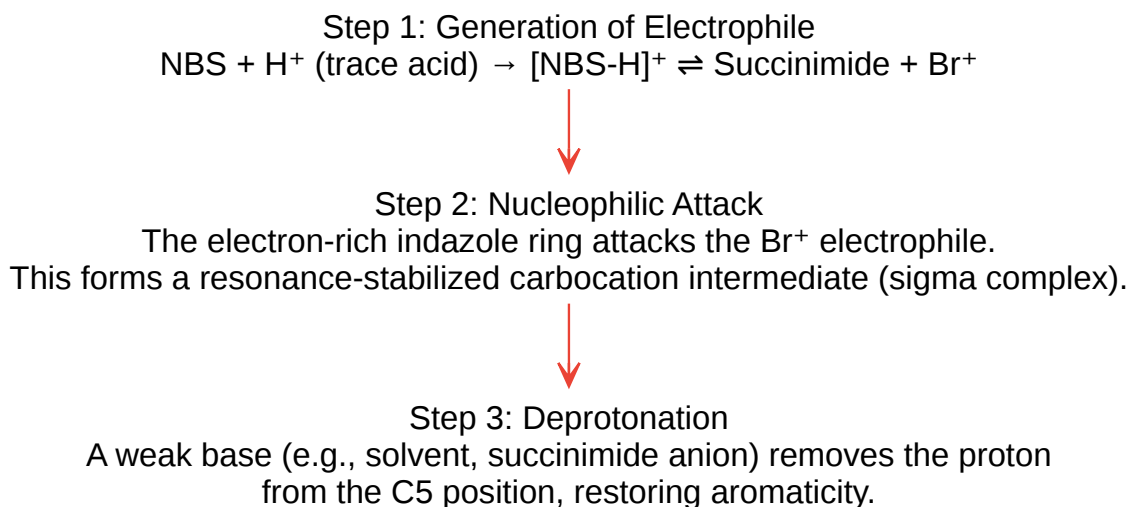 Step 1: Generation of Electrophile
NBS + H⁺ (trace acid) → [NBS-H]⁺ ⇌ Succinimide + Br⁺
Step 2: Nucleophilic Attack
The electron-rich indazole ring attacks the Br⁺ electrophile.
This forms a resonance-stabilized carbocation intermediate (sigma complex).
Step 3: Deprotonation
A weak base (e.g., solvent, succinimide anion) removes the proton
from the C5 position, restoring aromaticity.